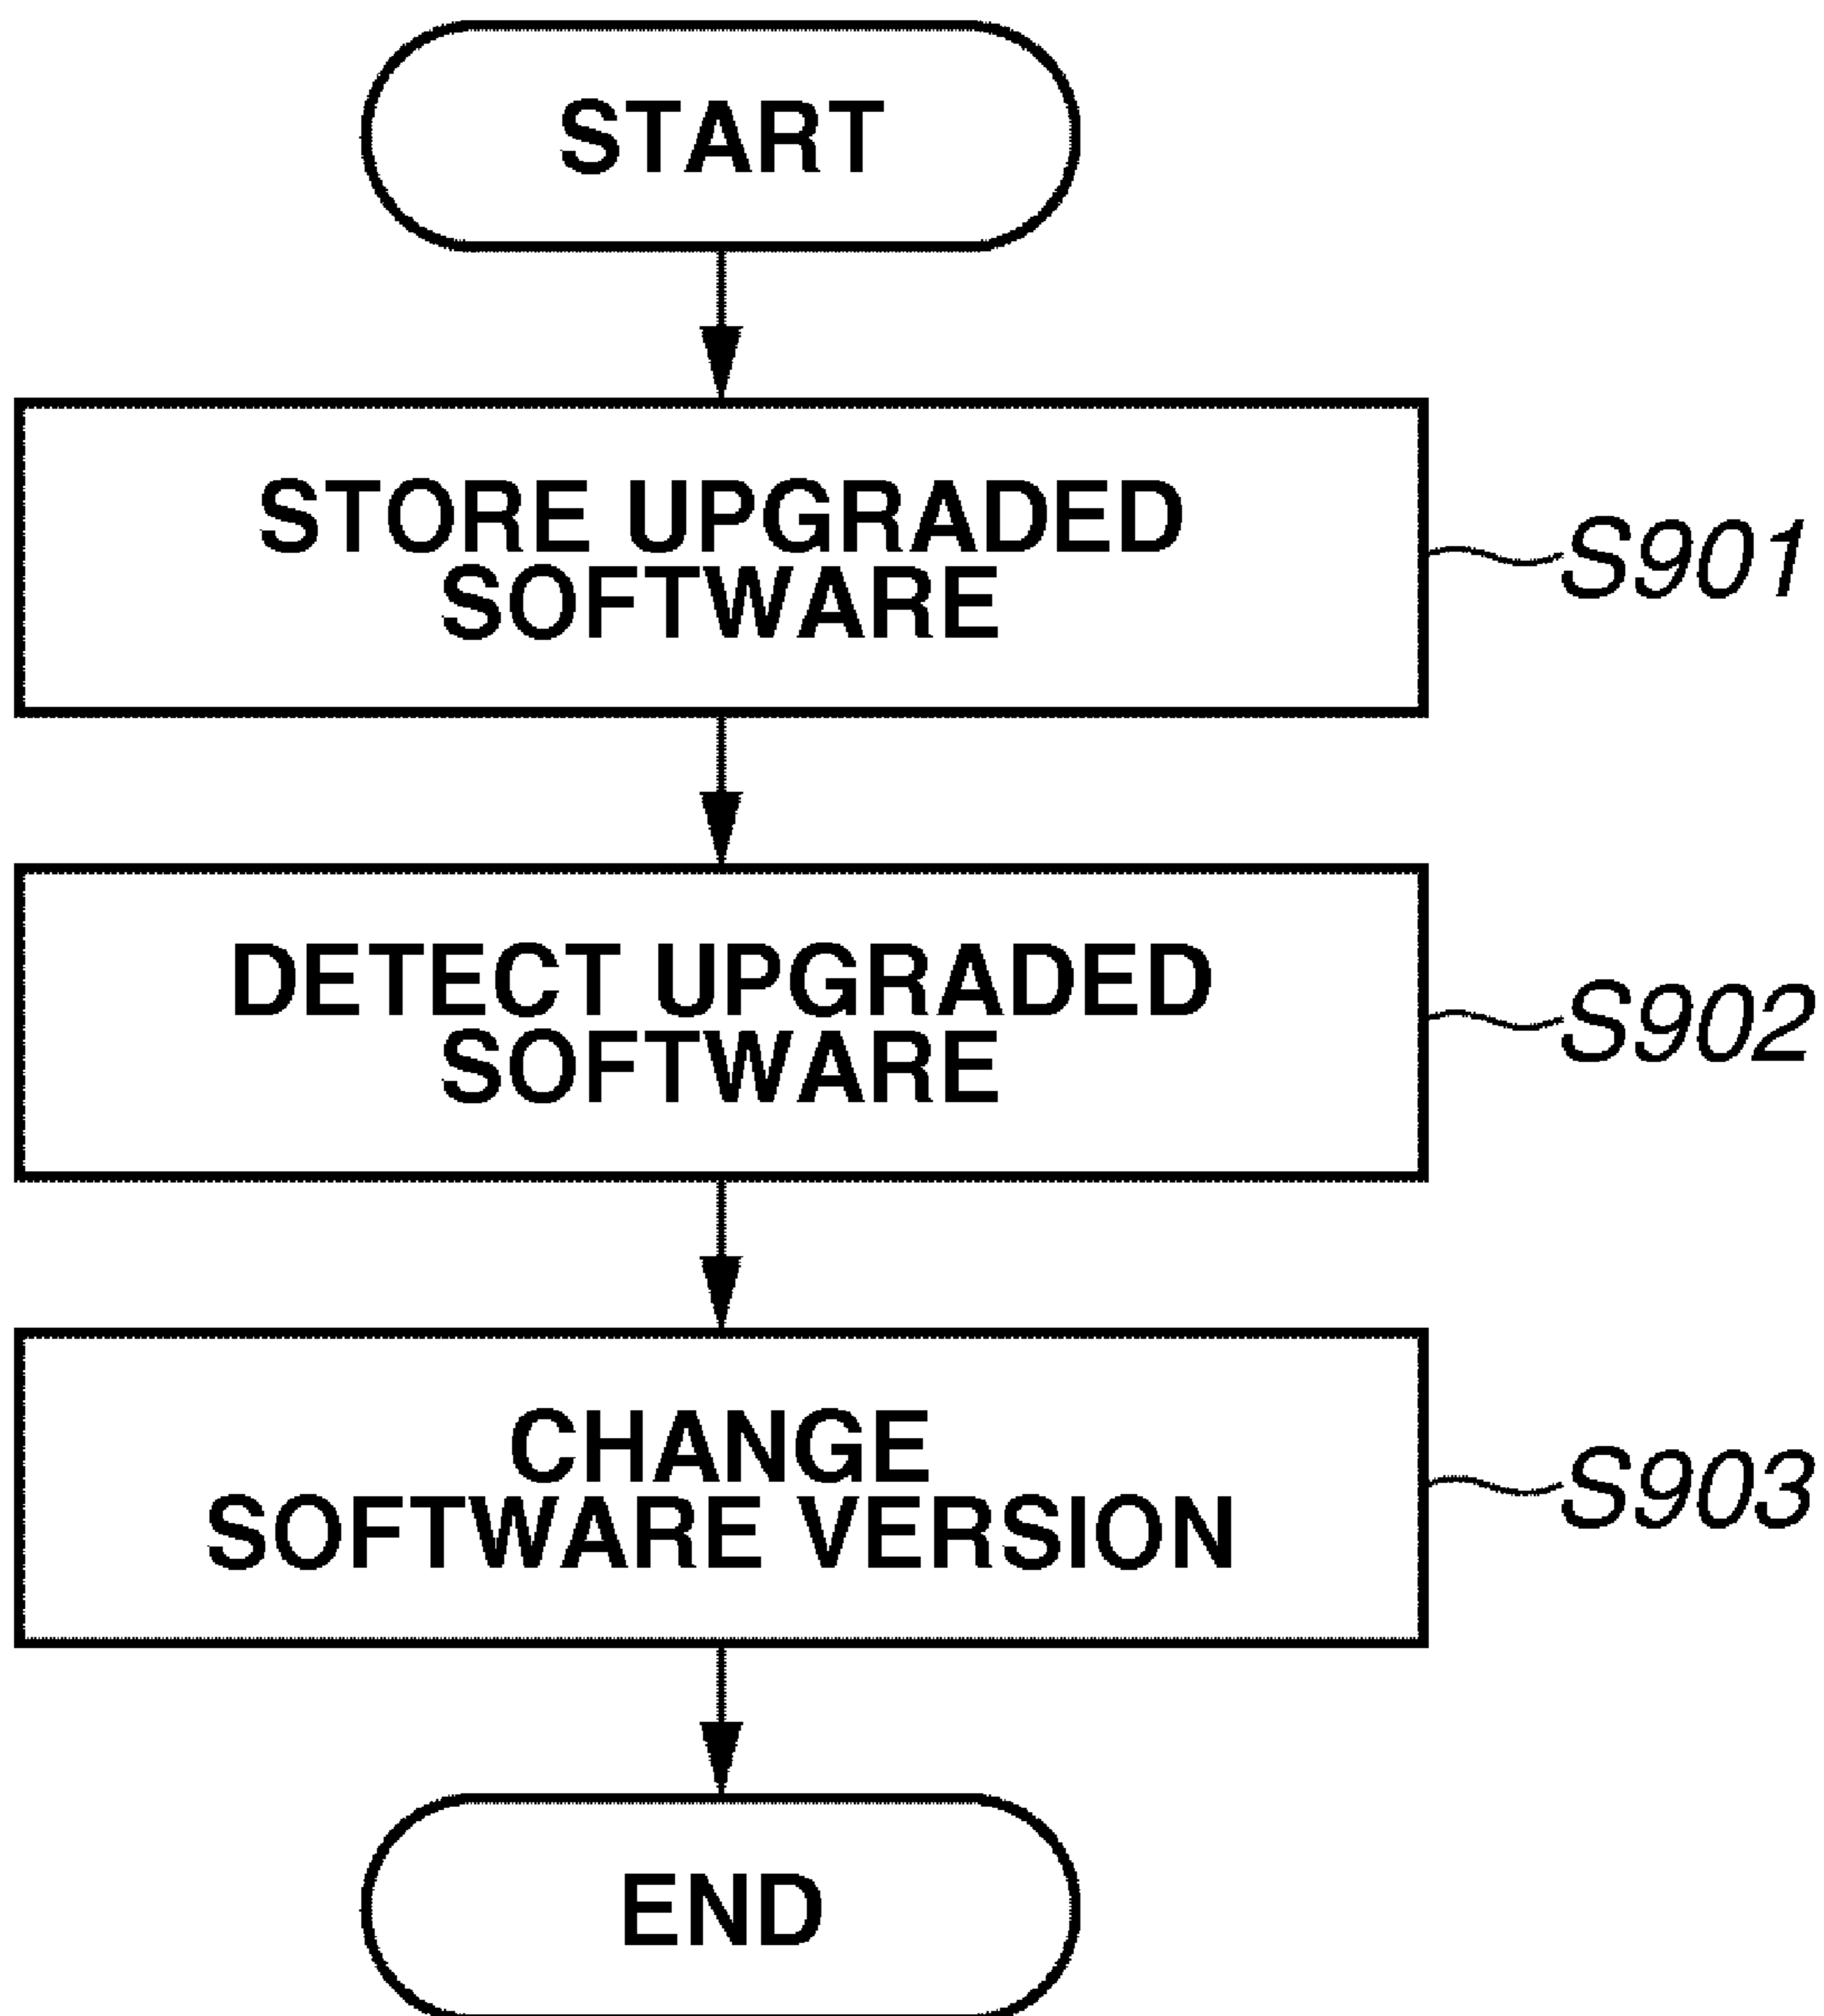 START
STORE UPGRADED
SOFTWARE
S901
DETECT UPGRADED
SOFTWARE
S902
CHANGE
SOFTWARE VERSION
S903
END